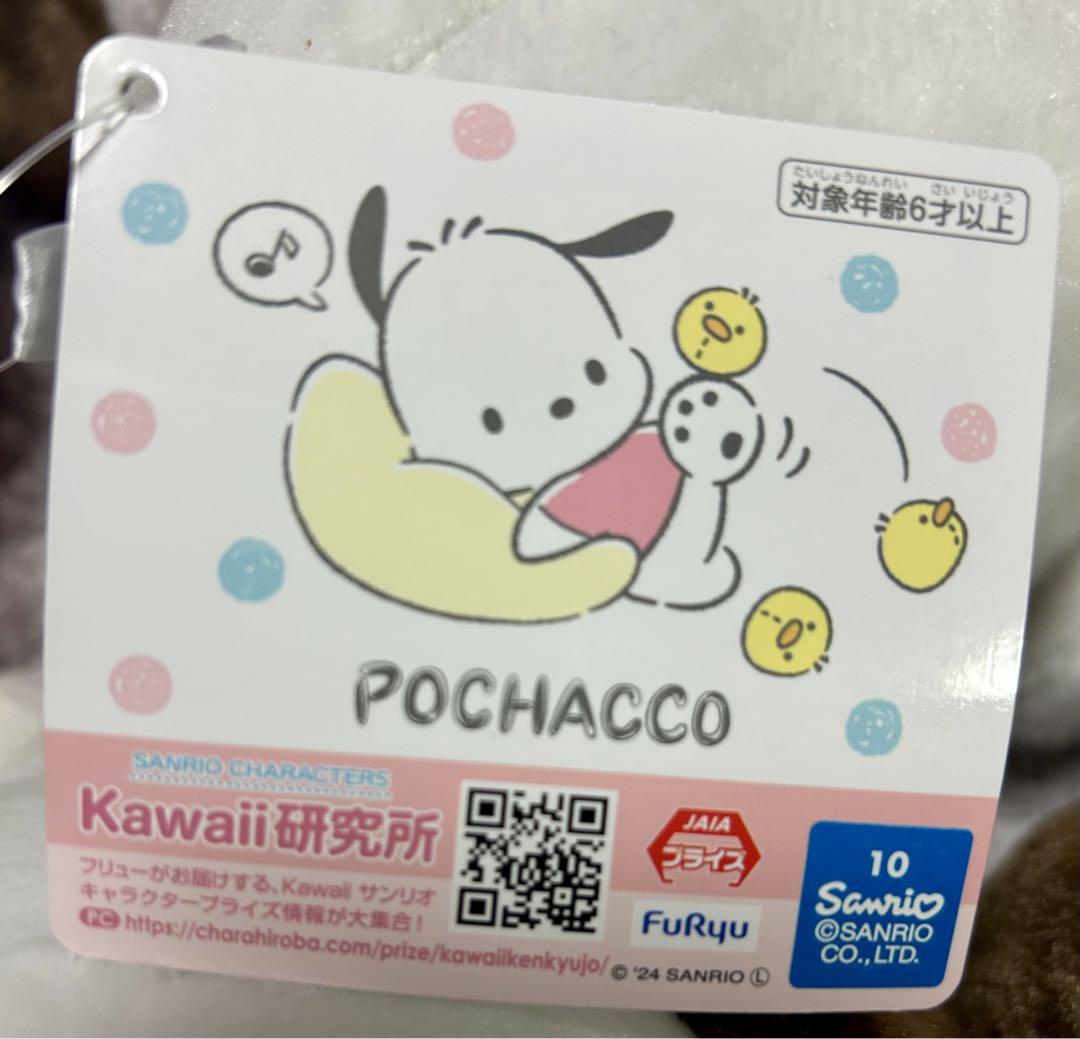 たいしょうねんれい さい いじょう
対象年齢6才以上
POCHACCO
SANRIO CHARACTERS
Kawaii研究所
フリューがお届けする、Kawaii サンリオ
キャラクタープライズ情報が大集合!
PC https://charahiroba.com/prize/kawaiikenkyujo/
JAIA
プライズ
FuRyu
© '24 SANRIO Ⓛ
10
Sanrio
©SANRIO
CO.,LTD.